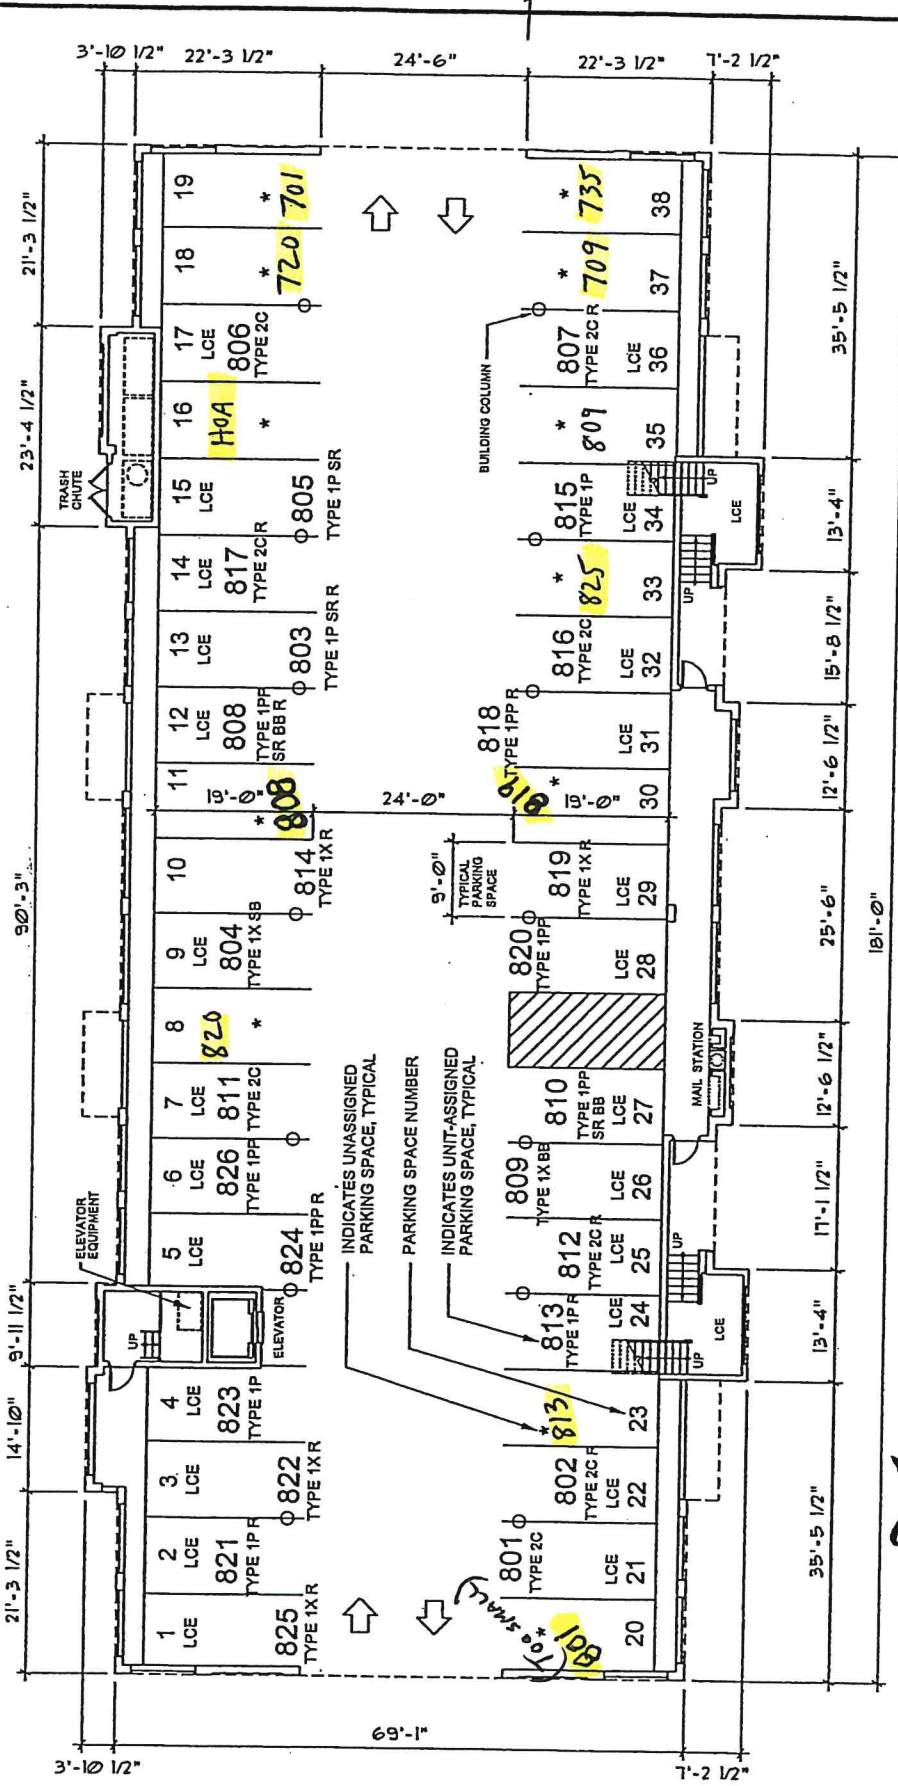 3'-10 1/2"
22'-3 1/2"
24'-6"
22'-3 1/2"
7'-2 1/2"
21'-3 1/2"
23'-4 1/2"
90'-3"
9'-11 1/2"
14'-10"
21'-3 1/2"
TRASH
CHUTE
ELEVATOR
EQUIPMENT
UP
ELEVATOR
19
*
701
18
*
720
17
LCE
806
TYPE 2C
16
HOA
*
15
LCE
805
TYPE 1P SR
14
LCE
817
TYPE 2C R
13
LCE
803
TYPE 1P SR R
12
LCE
808
TYPE 1PP
SR BB R
11
19'-0"
*
808
10
814
TYPE 1X R
9
LCE
804
TYPE 1X SB
8
820
*
7
LCE
811
TYPE 2C
6
LCE
826
TYPE 1PP
5
LCE
824
TYPE 1PP R
4
LCE
823
TYPE 1P
3
LCE
822
TYPE 1X R
2
LCE
821
TYPE 1P R
1
LCE
825
TYPE 1X R
24'-0"
INDICATES UNASSIGNED
PARKING SPACE, TYPICAL
PARKING SPACE NUMBER
INDICATES UNIT-ASSIGNED
PARKING SPACE, TYPICAL
BUILDING COLUMN
9'-0"
TYPICAL
PARKING
SPACE
*
735
38
*
709
37
807
TYPE 2C R
LCE
36
*
809
35
815
TYPE 1P
LCE
34
*
825
33
816
TYPE 2C
LCE
32
818
TYPE 1PP R
LCE
31
819
*
19'-0"
30
819
TYPE 1X R
LCE
29
820
TYPE 1PP
LCE
28
810
TYPE 1PP
SR BB
LCE
27
809
TYPE 1X BB
LCE
26
812
TYPE 2C R
LCE
25
813
TYPE 1P R
LCE
24
*
813
23
802
TYPE 2C R
LCE
22
801
TYPE 2C
LCE
21
(TOO SMALL)
*
801
20
UP
LCE
UP
MAIL STATION
UP
UP
LCE
35'-5 1/2"
13'-4"
15'-8 1/2"
12'-6 1/2"
25'-6"
12'-6 1/2"
17'-1 1/2"
13'-4"
35'-5 1/2"
181'-0"
3'-10 1/2"
69'-1"
7'-2 1/2"